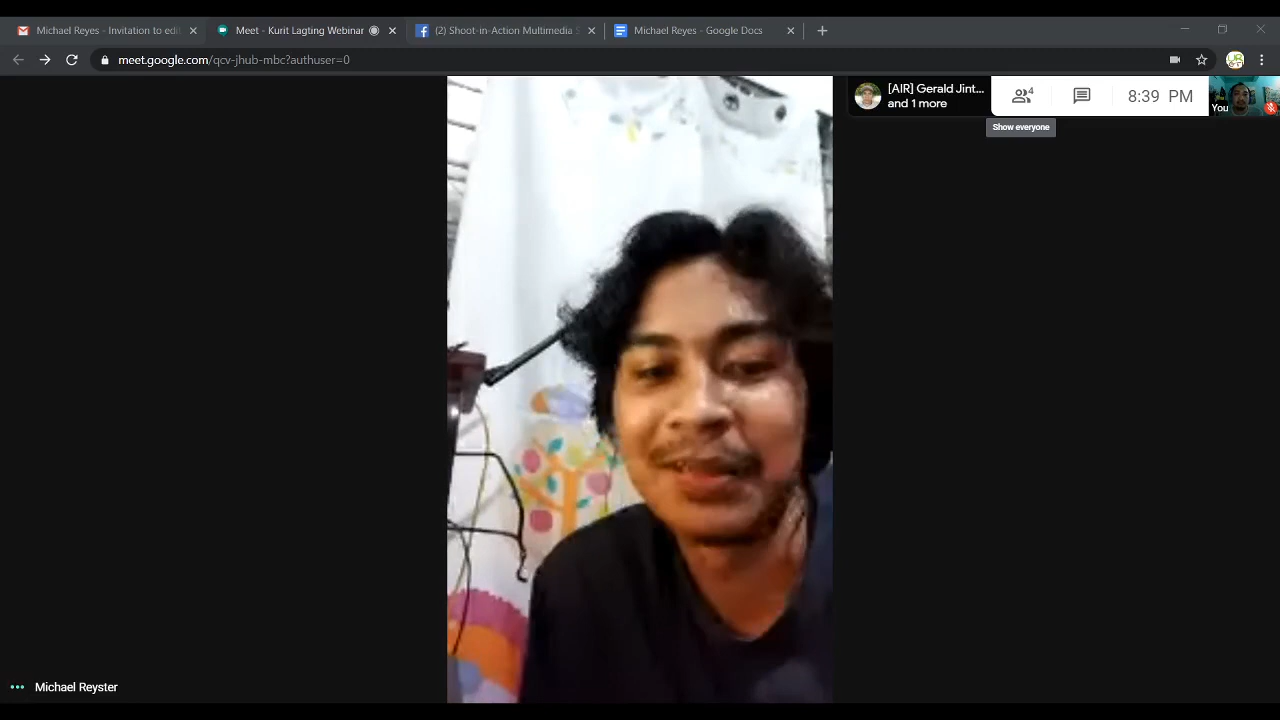 Michael Reyes - Invitation to edi
Meet - Kurit Lagting Webinar
(2) Shoot-in-Action Multimedia S
Michael Reyes - Google Docs
meet.google.com/qcv-jhub-mbc?authuser=0
[AIR] Gerald Jint...
and 1 more
4
8:39 PM
You
Show everyone
Michael Reyster